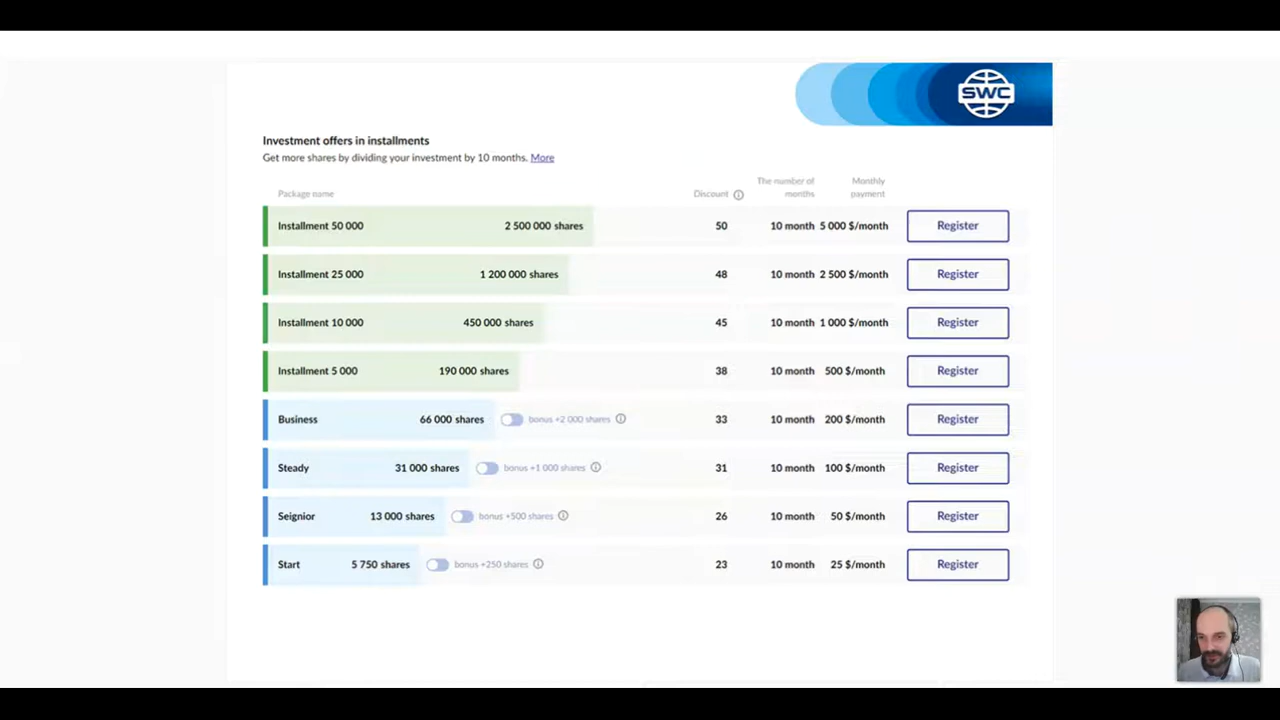 SWC
Investment offers in installments
Get more shares by dividing your investment by 10 months. More
Package name Discount The number of months Monthly payment
Installment 50 000 2 500 000 shares 50 10 month 5 000 $/month Register
Installment 25 000 1 200 000 shares 48 10 month 2 500 $/month Register
Installment 10 000 450 000 shares 45 10 month 1 000 $/month Register
Installment 5 000 190 000 shares 38 10 month 500 $/month Register
Business 66 000 shares bonus +2 000 shares 33 10 month 200 $/month Register
Steady 31 000 shares bonus +1 000 shares 31 10 month 100 $/month Register
Seignior 13 000 shares bonus +500 shares 26 10 month 50 $/month Register
Start 5 750 shares bonus +250 shares 23 10 month 25 $/month Register